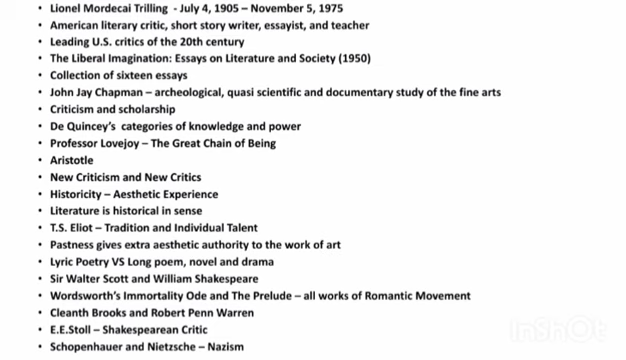 • Lionel Mordecai Trilling - July 4, 1905 – November 5, 1975
• American literary critic, short story writer, essayist, and teacher
• Leading U.S. critics of the 20th century
• The Liberal Imagination: Essays on Literature and Society (1950)
• Collection of sixteen essays
• John Jay Chapman – archeological, quasi scientific and documentary study of the fine arts
• Criticism and scholarship
• De Quincey's categories of knowledge and power
• Professor Lovejoy – The Great Chain of Being
• Aristotle
• New Criticism and New Critics
• Historicity – Aesthetic Experience
• Literature is historical in sense
• T.S. Eliot – Tradition and Individual Talent
• Pastness gives extra aesthetic authority to the work of art
• Lyric Poetry VS Long poem, novel and drama
• Sir Walter Scott and William Shakespeare
• Wordsworth's Immortality Ode and The Prelude – all works of Romantic Movement
• Cleanth Brooks and Robert Penn Warren
• E.E.Stoll – Shakespearean Critic
• Schopenhauer and Nietzsche – Nazism
InShOt